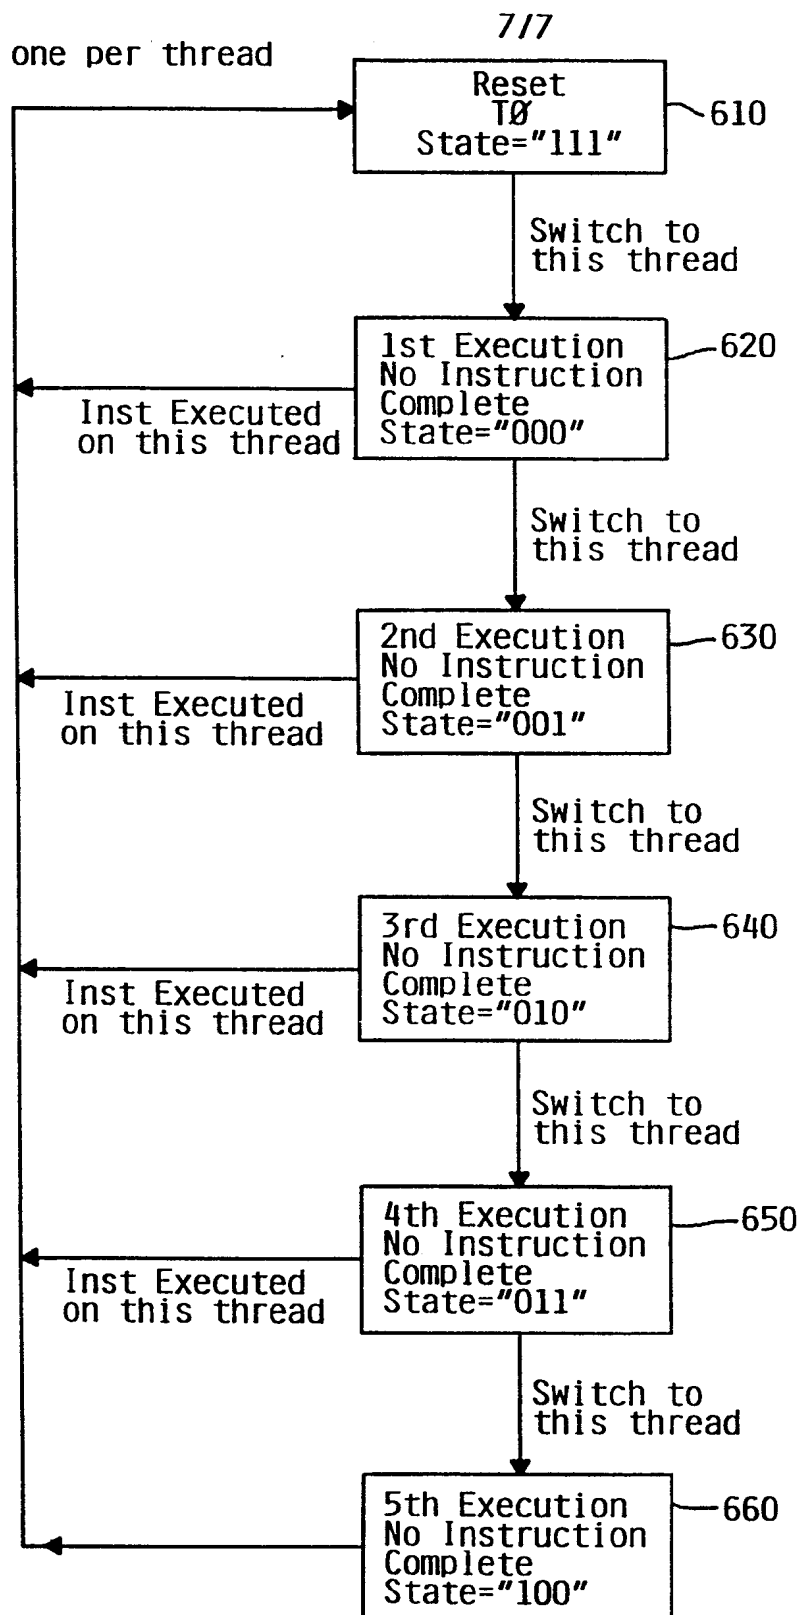 7/7
one per thread
Reset
TØ
State="111"
610
Switch to
this thread
1st Execution
No Instruction
Complete
State="000"
620
Inst Executed
on this thread
Switch to
this thread
2nd Execution
No Instruction
Complete
State="001"
630
Inst Executed
on this thread
Switch to
this thread
3rd Execution
No Instruction
Complete
State="010"
640
Inst Executed
on this thread
Switch to
this thread
4th Execution
No Instruction
Complete
State="011"
650
Inst Executed
on this thread
Switch to
this thread
5th Execution
No Instruction
Complete
State="100"
660